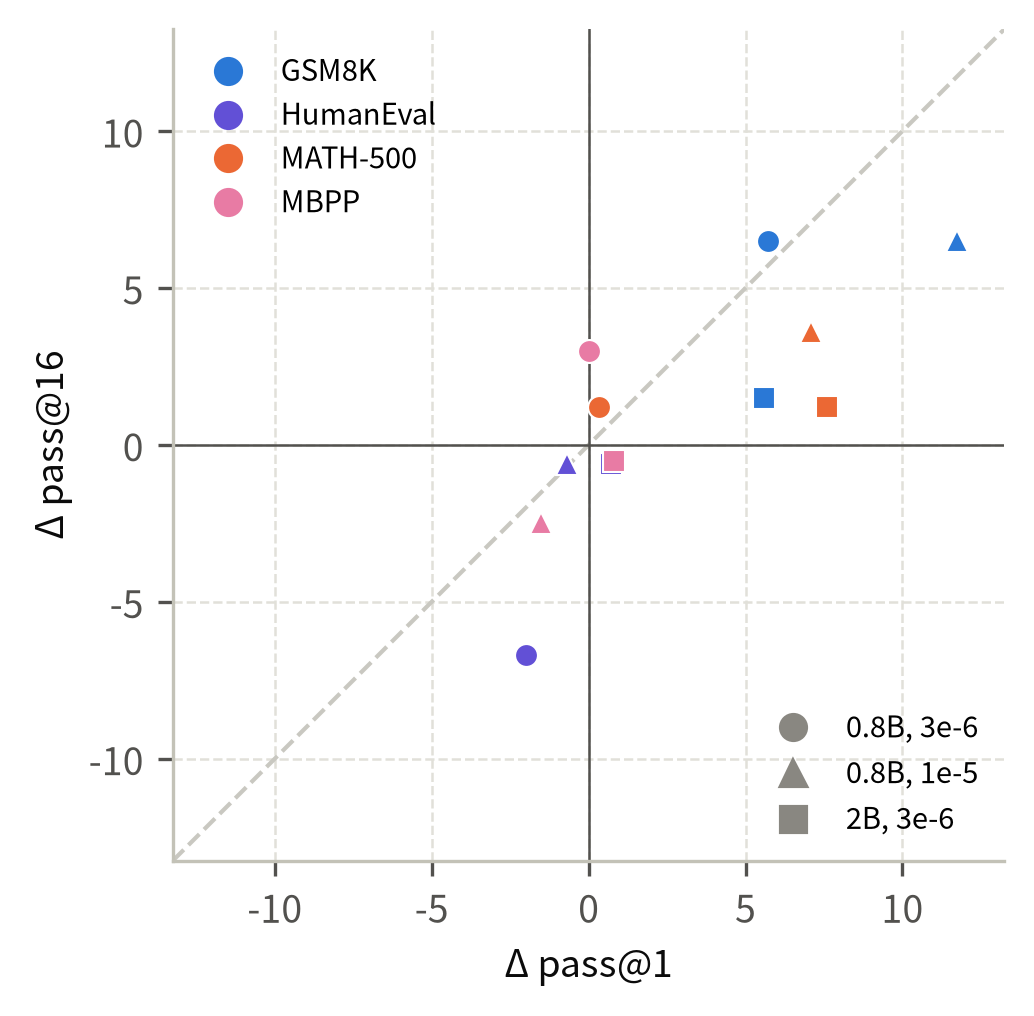 GSM8K
HumanEval
MATH-500
MBPP
10
5
0
-5
-10
Δ pass@16
0.8B, 3e-6
0.8B, 1e-5
2B, 3e-6
-10
-5
0
5
10
Δ pass@1